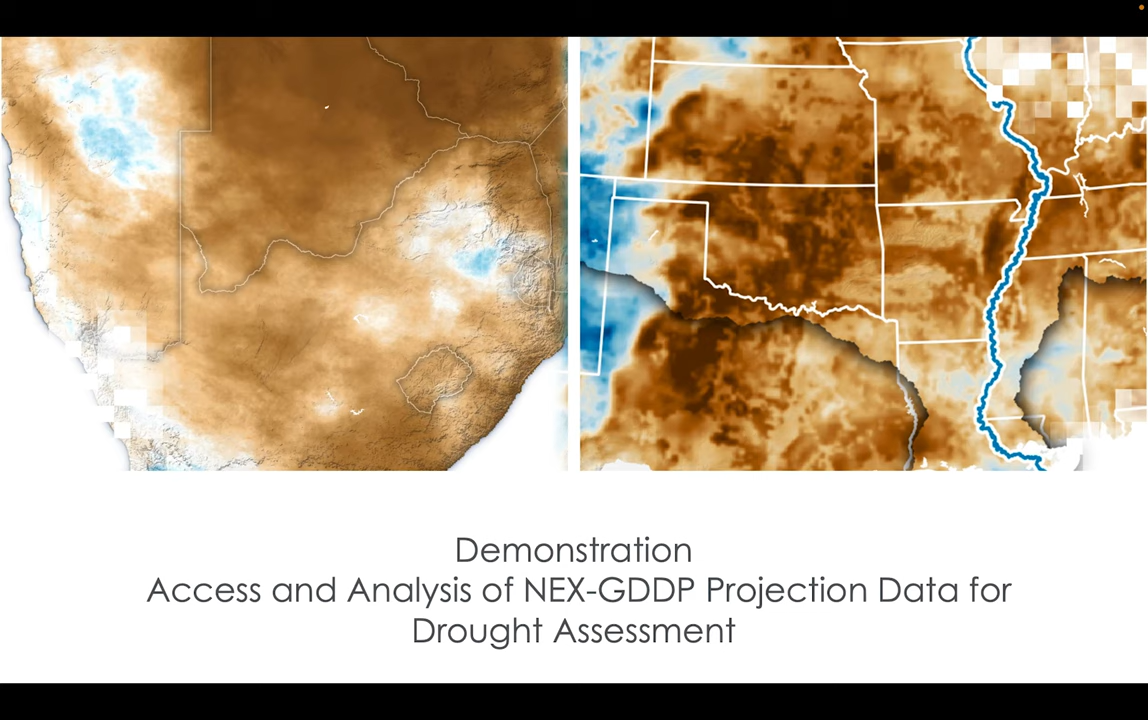 Demonstration
Access and Analysis of NEX-GDDP Projection Data for
Drought Assessment